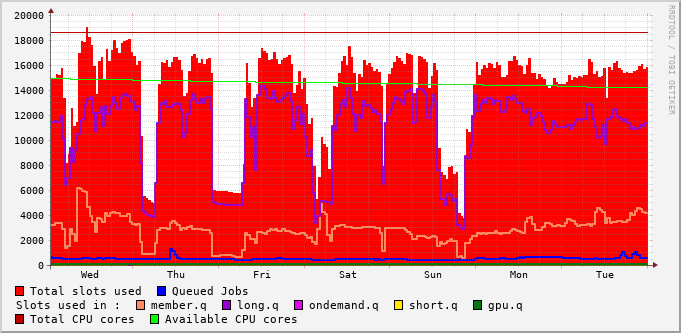 RRDTOOL / TOBI OETIKER
20000
18000
16000
14000
12000
10000
8000
6000
4000
2000
0
Wed Thu Fri Sat Sun Mon Tue
Total slots used Queued Jobs
Slots used in : member.q long.q ondemand.q short.q gpu.q
Total CPU cores Available CPU cores